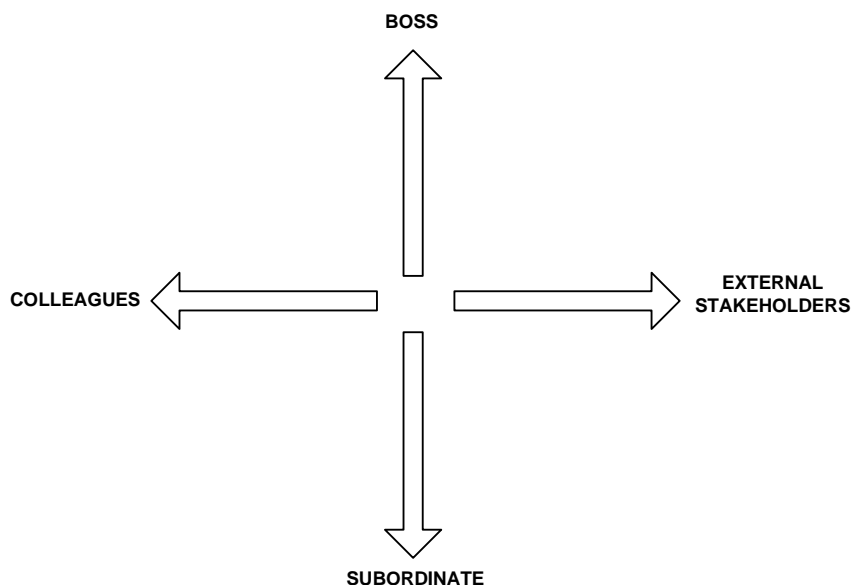 BOSS
COLLEAGUES
EXTERNAL
STAKEHOLDERS
SUBORDINATE